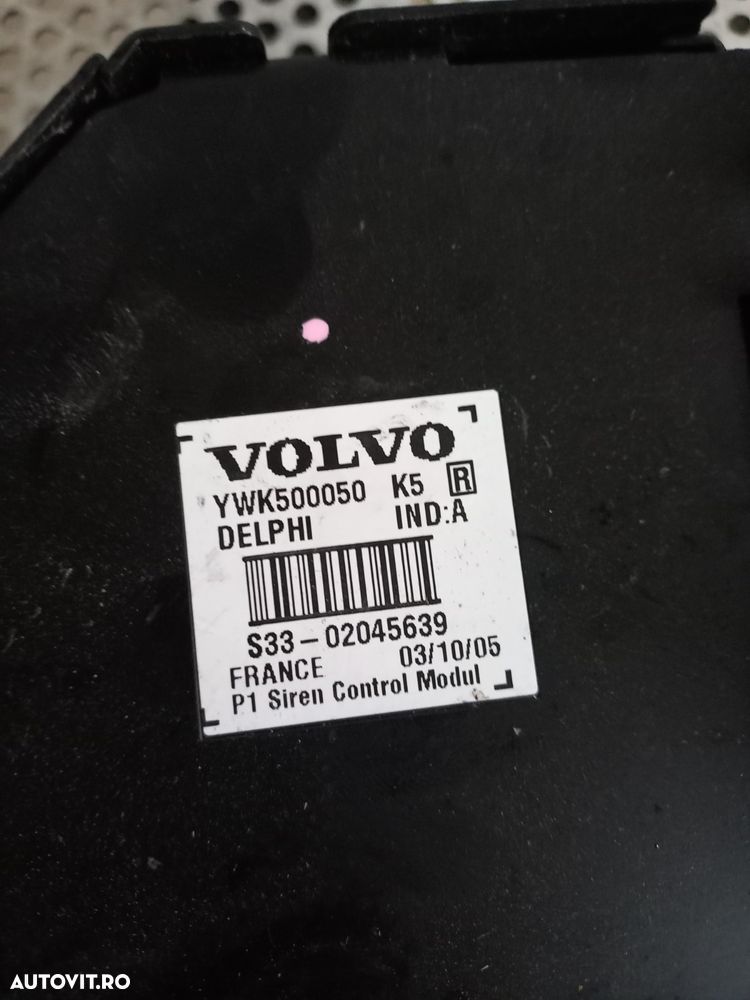 VOLVO
YWK500050 K5 R
DELPHI IND:A
S33-02045639
FRANCE 03/10/05
P1 Siren Control Modul
AUTOVIT.RO